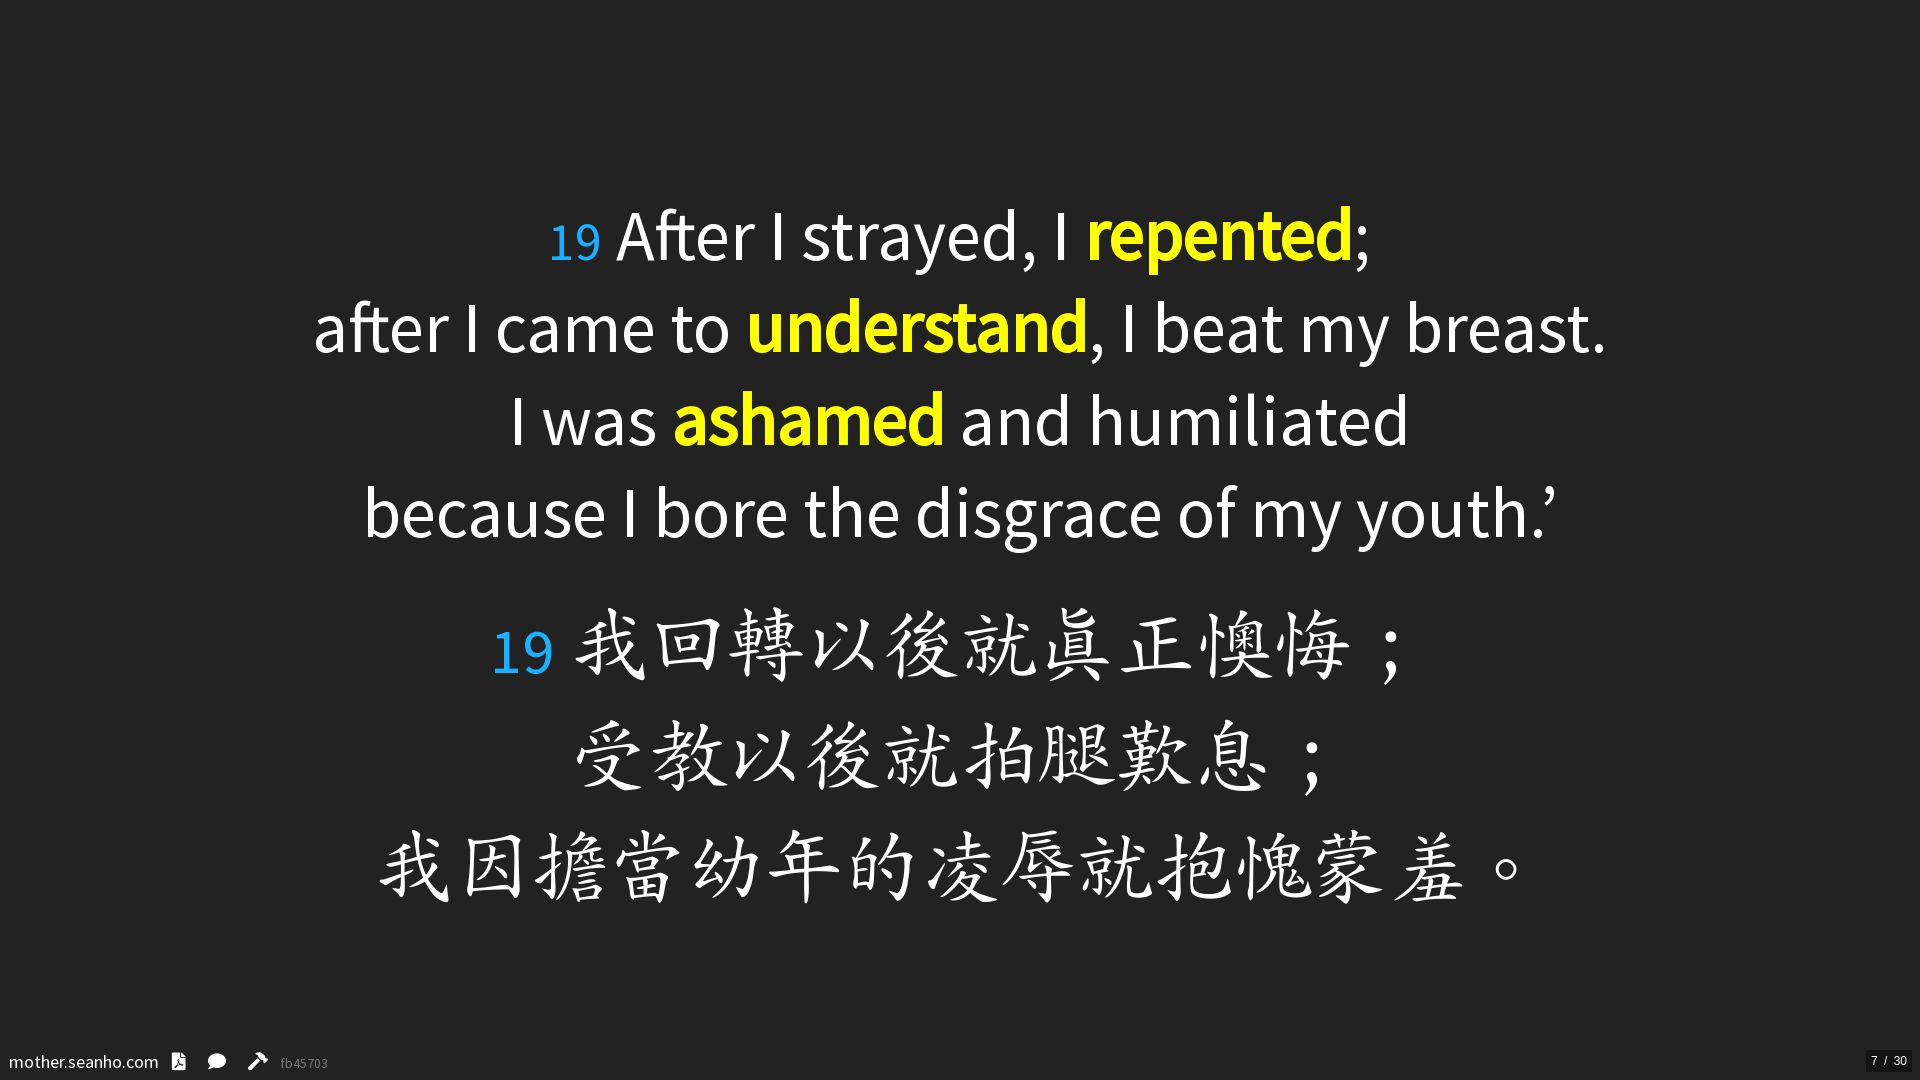 19 After I strayed, I repented;
after I came to understand, I beat my breast.
I was ashamed and humiliated
because I bore the disgrace of my youth.’
19 我回轉以後就眞正懊悔；
受教以後就拍腿歎息；
我因擔當幼年的凌辱就抱愧蒙羞。
mother.seanho.com fb45703
7 / 30